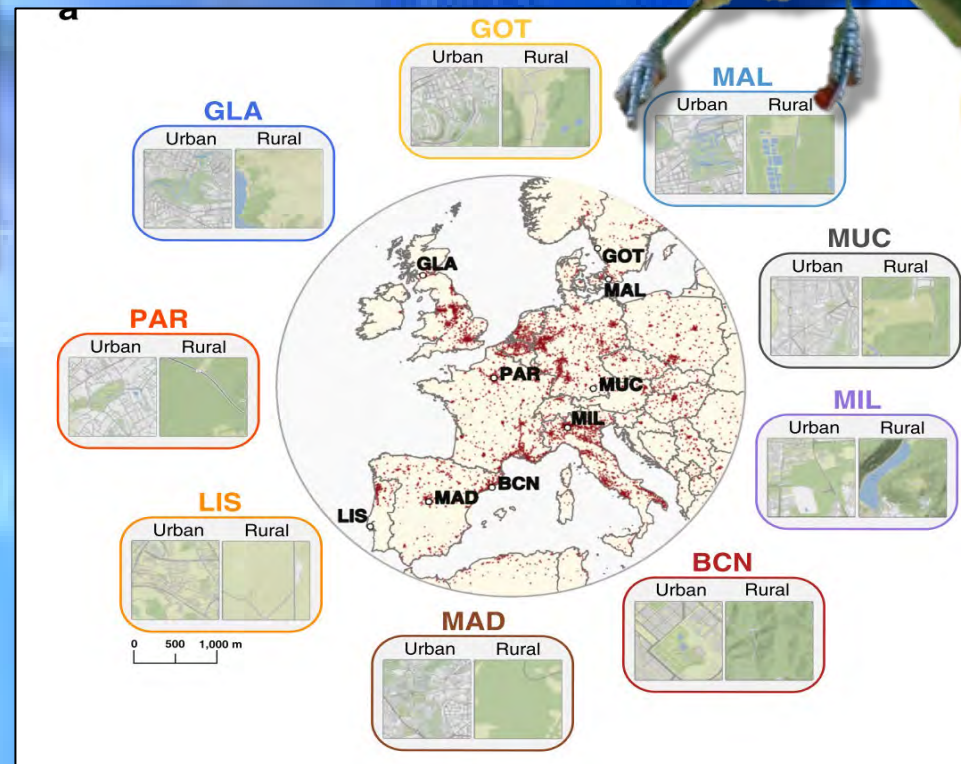 a
GOT
Urban Rural
MAL
Urban Rural
GLA
Urban Rural
MUC
Urban Rural
PAR
Urban Rural
MIL
Urban Rural
LIS
Urban Rural
BCN
Urban Rural
MAD
Urban Rural
GLA
GOT
MAL
PAR
MUC
MIL
BCN
MAD
LIS
0 500 1,000 m